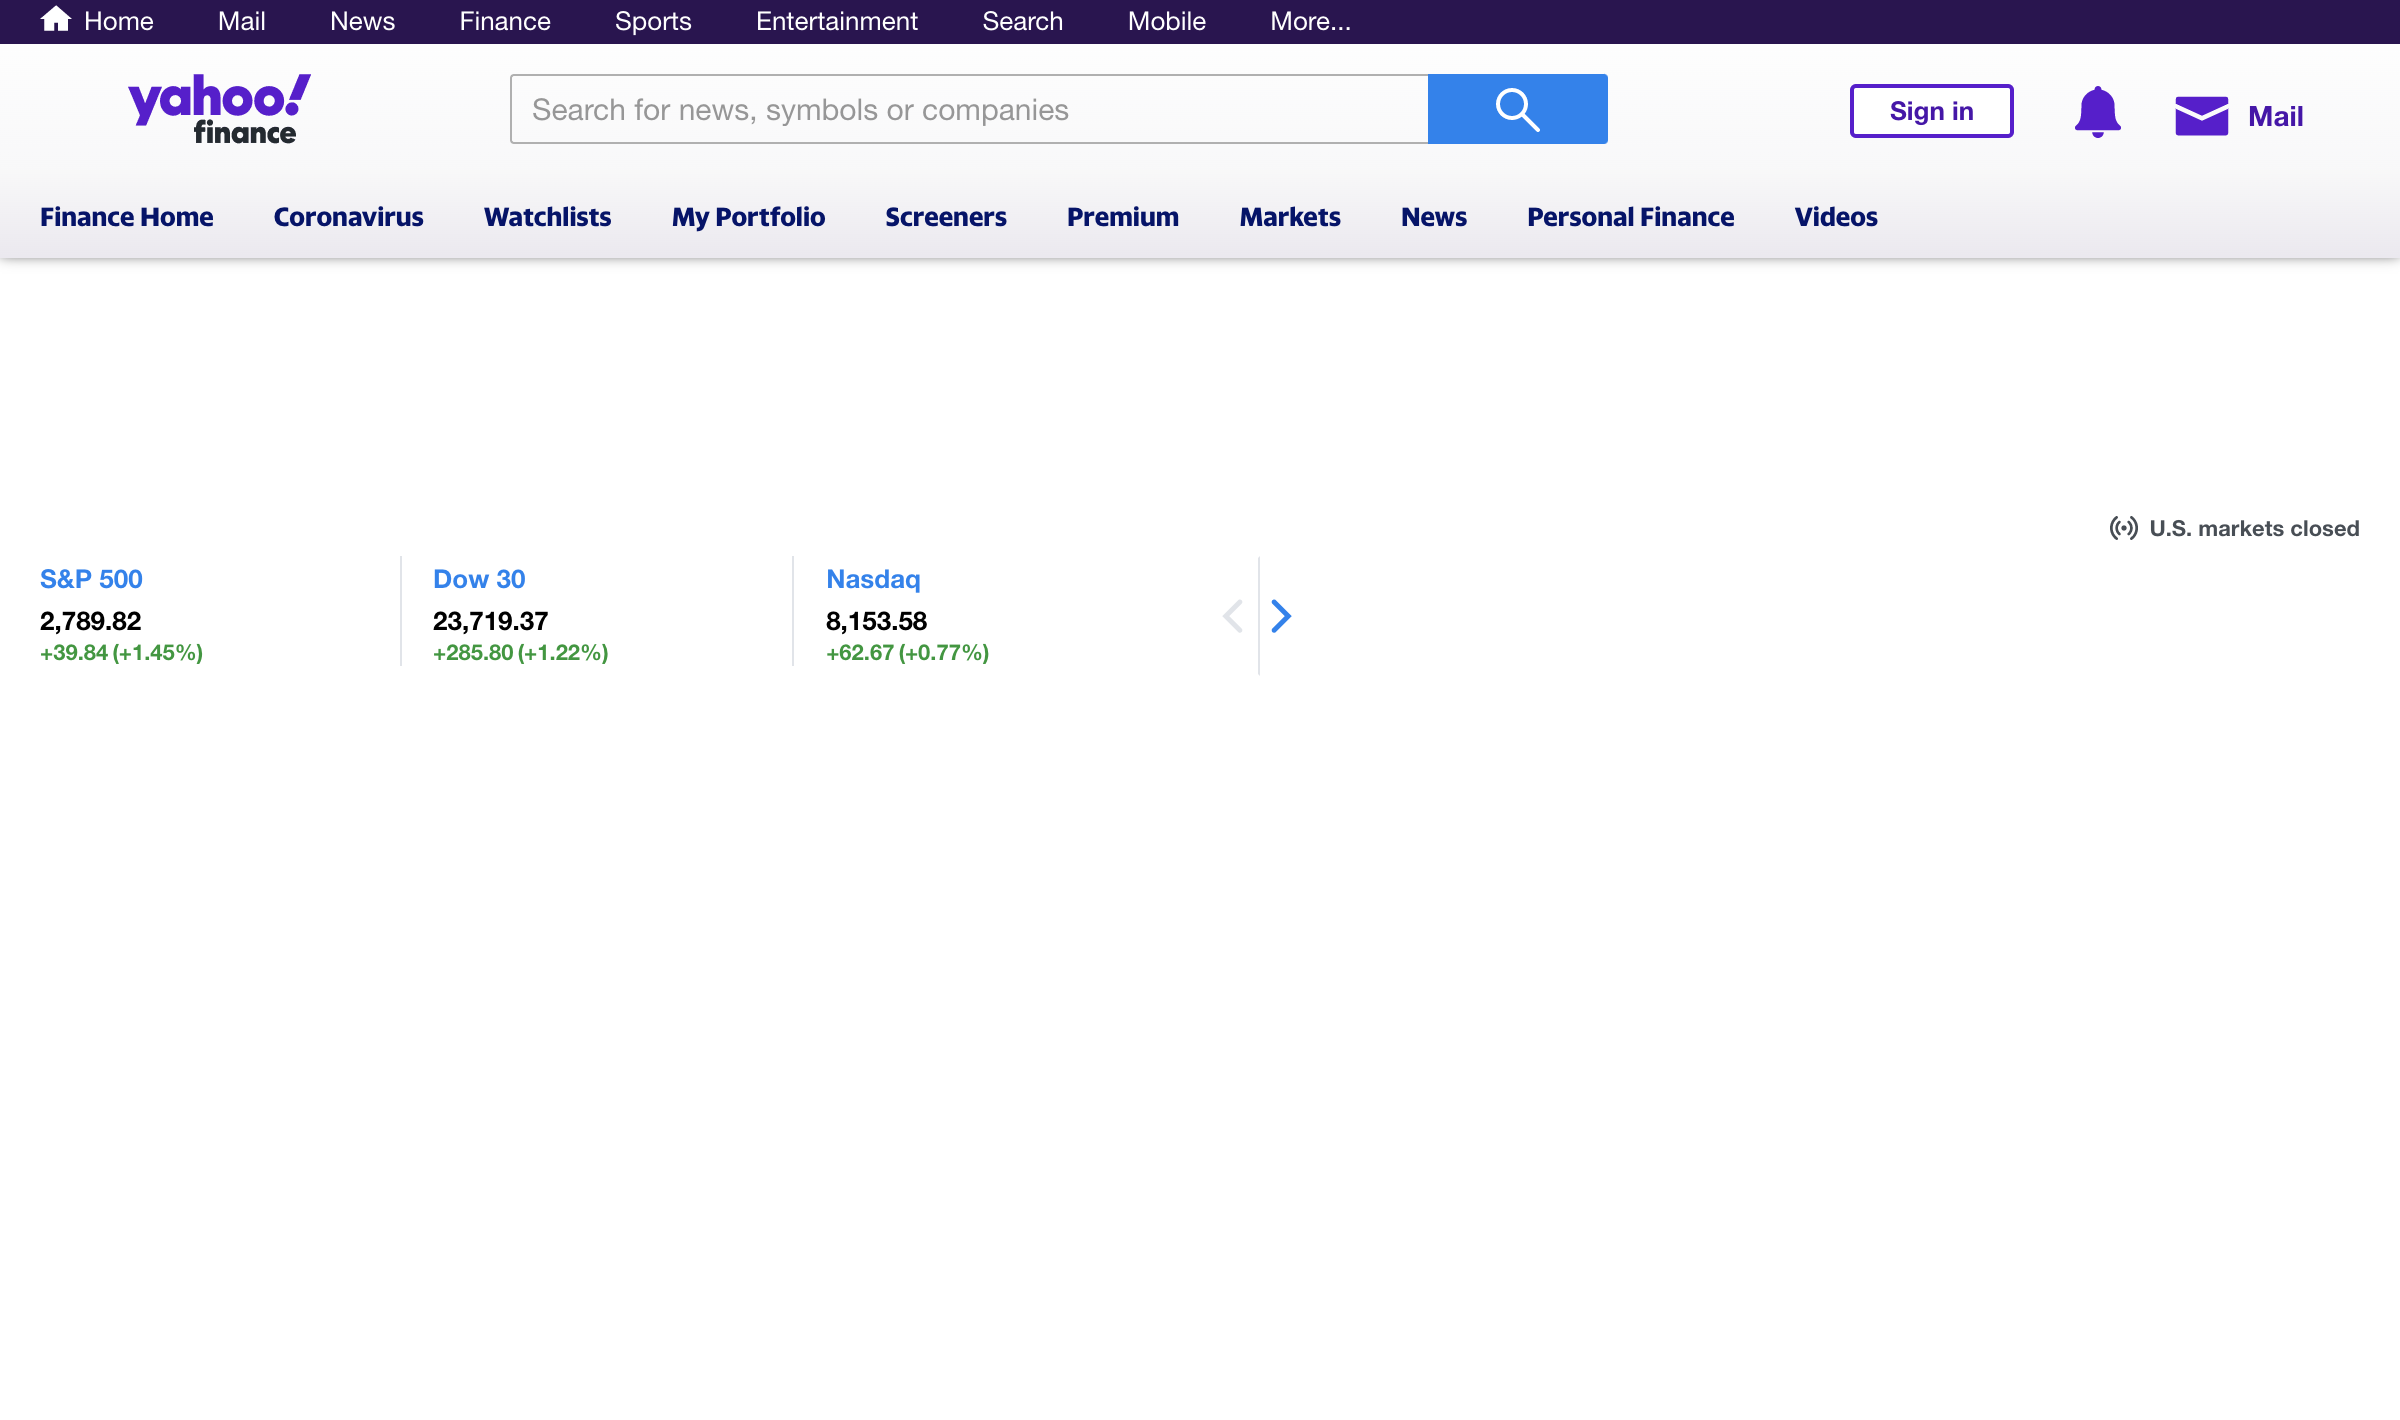 Home Mail News Finance Sports Entertainment Search Mobile More...
yahoo!
finance
Search for news, symbols or companies
Sign in
Mail
Finance Home Coronavirus Watchlists My Portfolio Screeners Premium Markets News Personal Finance Videos
U.S. markets closed
S&P 500
2,789.82
+39.84 (+1.45%)
Dow 30
23,719.37
+285.80 (+1.22%)
Nasdaq
8,153.58
+62.67 (+0.77%)